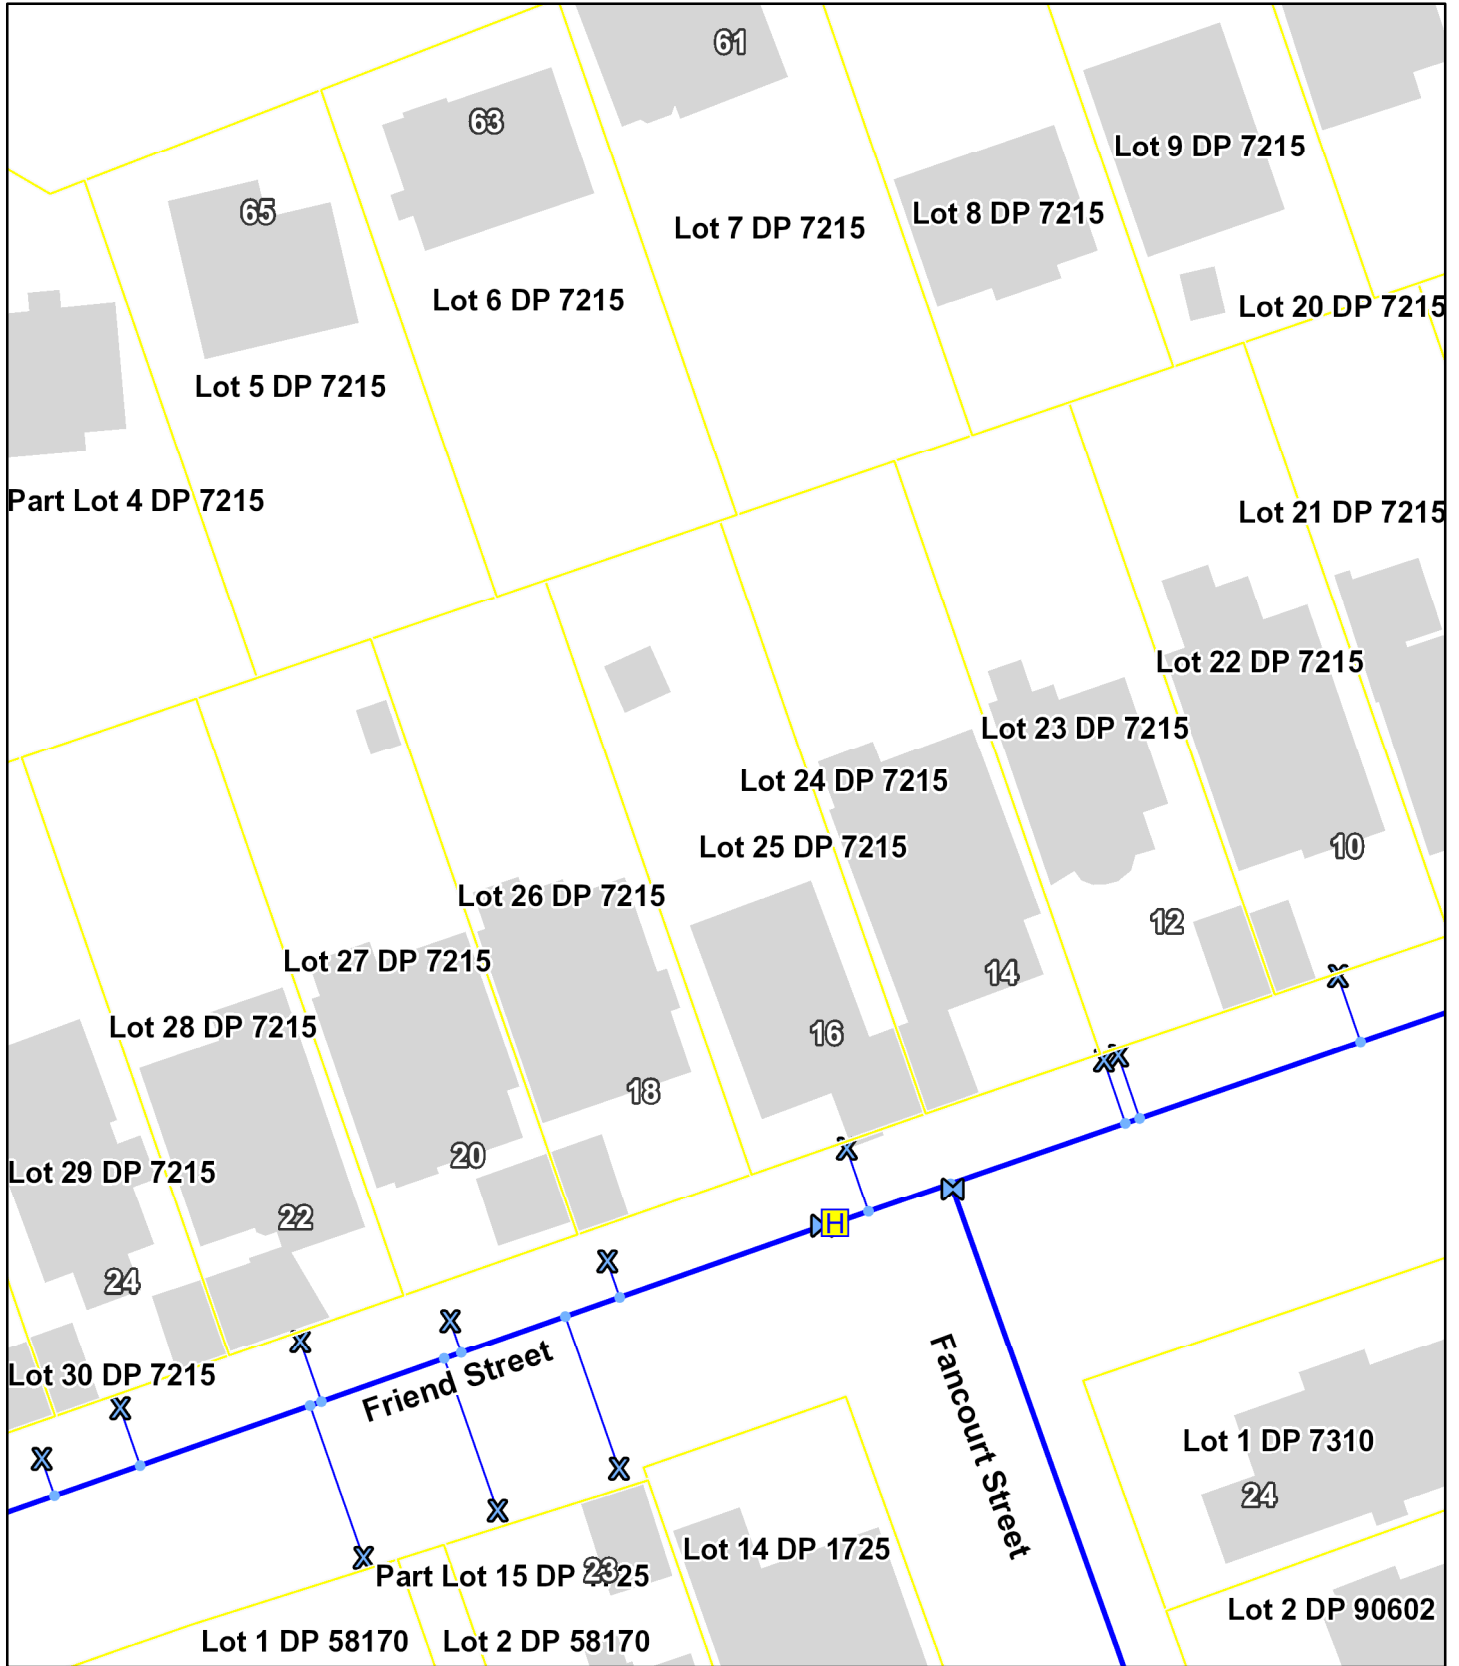 61
63
Lot 9 DP 7215
65
Lot 8 DP 7215
Lot 7 DP 7215
Lot 6 DP 7215
Lot 20 DP 7215
Lot 5 DP 7215
Part Lot 4 DP 7215
Lot 21 DP 7215
Lot 22 DP 7215
Lot 23 DP 7215
Lot 24 DP 7215
Lot 25 DP 7215
10
Lot 26 DP 7215
12
Lot 27 DP 7215
14
Lot 28 DP 7215
16
18
20
Lot 29 DP 7215
22
H
24
Lot 30 DP 7215
Friend Street
Fancourt Street
Lot 1 DP 7310
24
Lot 14 DP 1725
Part Lot 15 DP 1725
23
Lot 2 DP 90602
Lot 1 DP 58170
Lot 2 DP 58170